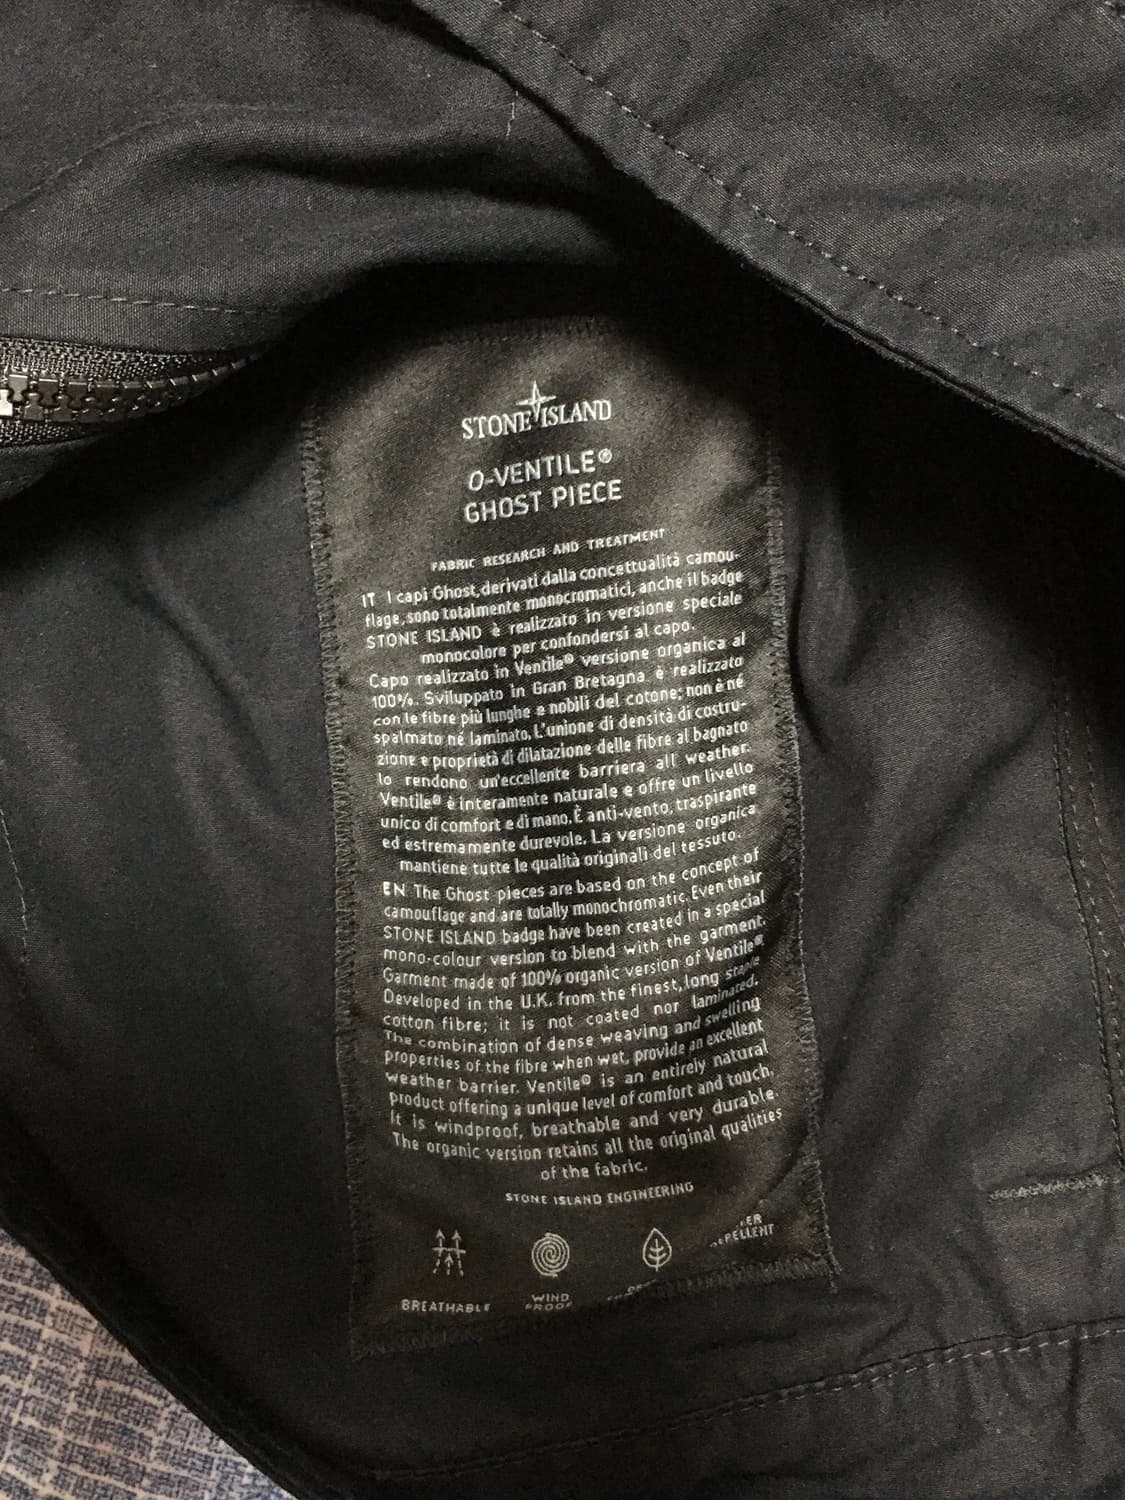 STONE ISLAND
O-VENTILE®
GHOST PIECE
FABRIC RESEARCH AND TREATMENT
IT I capi Ghost, derivati dalla concettualità camou-
flage, sono totalmente monocromatici, anche il badge
STONE ISLAND è realizzato in versione speciale
monocolore per confondersi al capo.
Capo realizzato in Ventile® versione organica al
100%. Sviluppato in Gran Bretagna è realizzato
con le fibre più lunghe e nobili del cotone; non è né
spalmato né laminato. L'unione di densità di costru-
zione e proprietà di dilatazione delle fibre al bagnato
lo rendono un'eccellente barriera all weather.
Ventile® è interamente naturale e offre un livello
unico di comfort e di mano. È anti-vento, traspirante
ed estremamente durevole. La versione organica
mantiene tutte le qualità originali del tessuto.
EN The Ghost pieces are based on the concept of
camouflage and are totally monochromatic. Even their
STONE ISLAND badge have been created in a special
mono-colour version to blend with the garment.
Garment made of 100% organic version of Ventile®
Developed in the U.K. from the finest, long staple
cotton fibre; it is not coated nor laminated.
The combination of dense weaving and swelling
properties of the fibre when wet, provide an excellent
weather barrier. Ventile® is an entirely natural
product offering a unique level of comfort and touch.
It is windproof, breathable and very durable.
The organic version retains all the original qualities
of the fabric.
STONE ISLAND ENGINEERING
BREATHABLE
WIND
PROOF